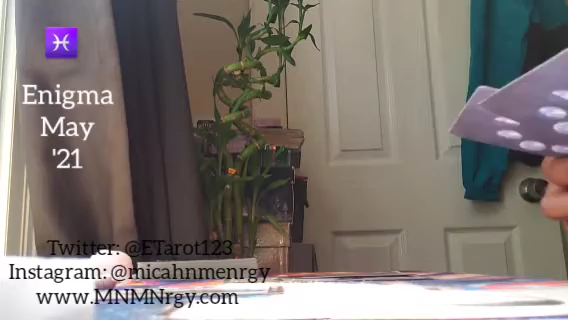 ♓
Enigma
May
'21
Twitter: @ETarot123
Instagram: @micahnmenrgy
www.MNMNrgy.com